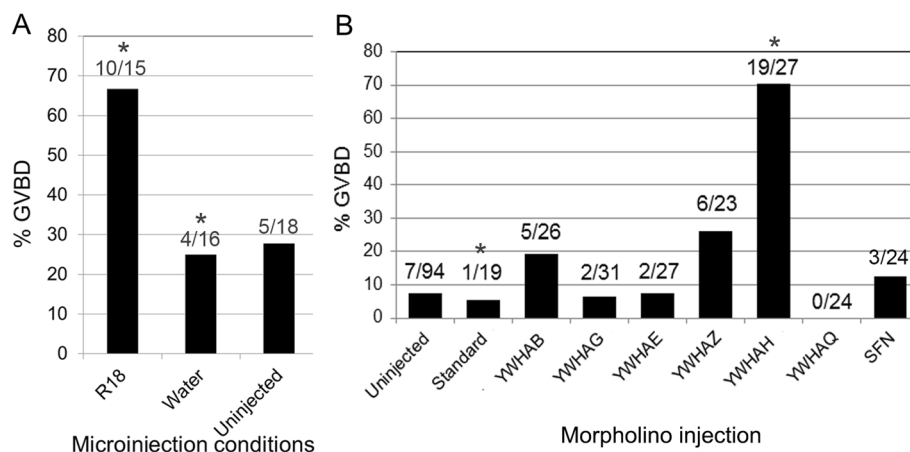 A
% GVBD
80
70
60
50
40
30
20
10
0
*
10/15
*
4/16
5/18
R18
Water
Uninjected
Microinjection conditions
B
% GVBD
80
70
60
50
40
30
20
10
0
7/94
*
1/19
5/26
2/31
2/27
6/23
*
19/27
0/24
3/24
Uninjected
Standard
YWHAB
YWHAG
YWHAE
YWHAZ
YWHAH
YWHAQ
SFN
Morpholino injection